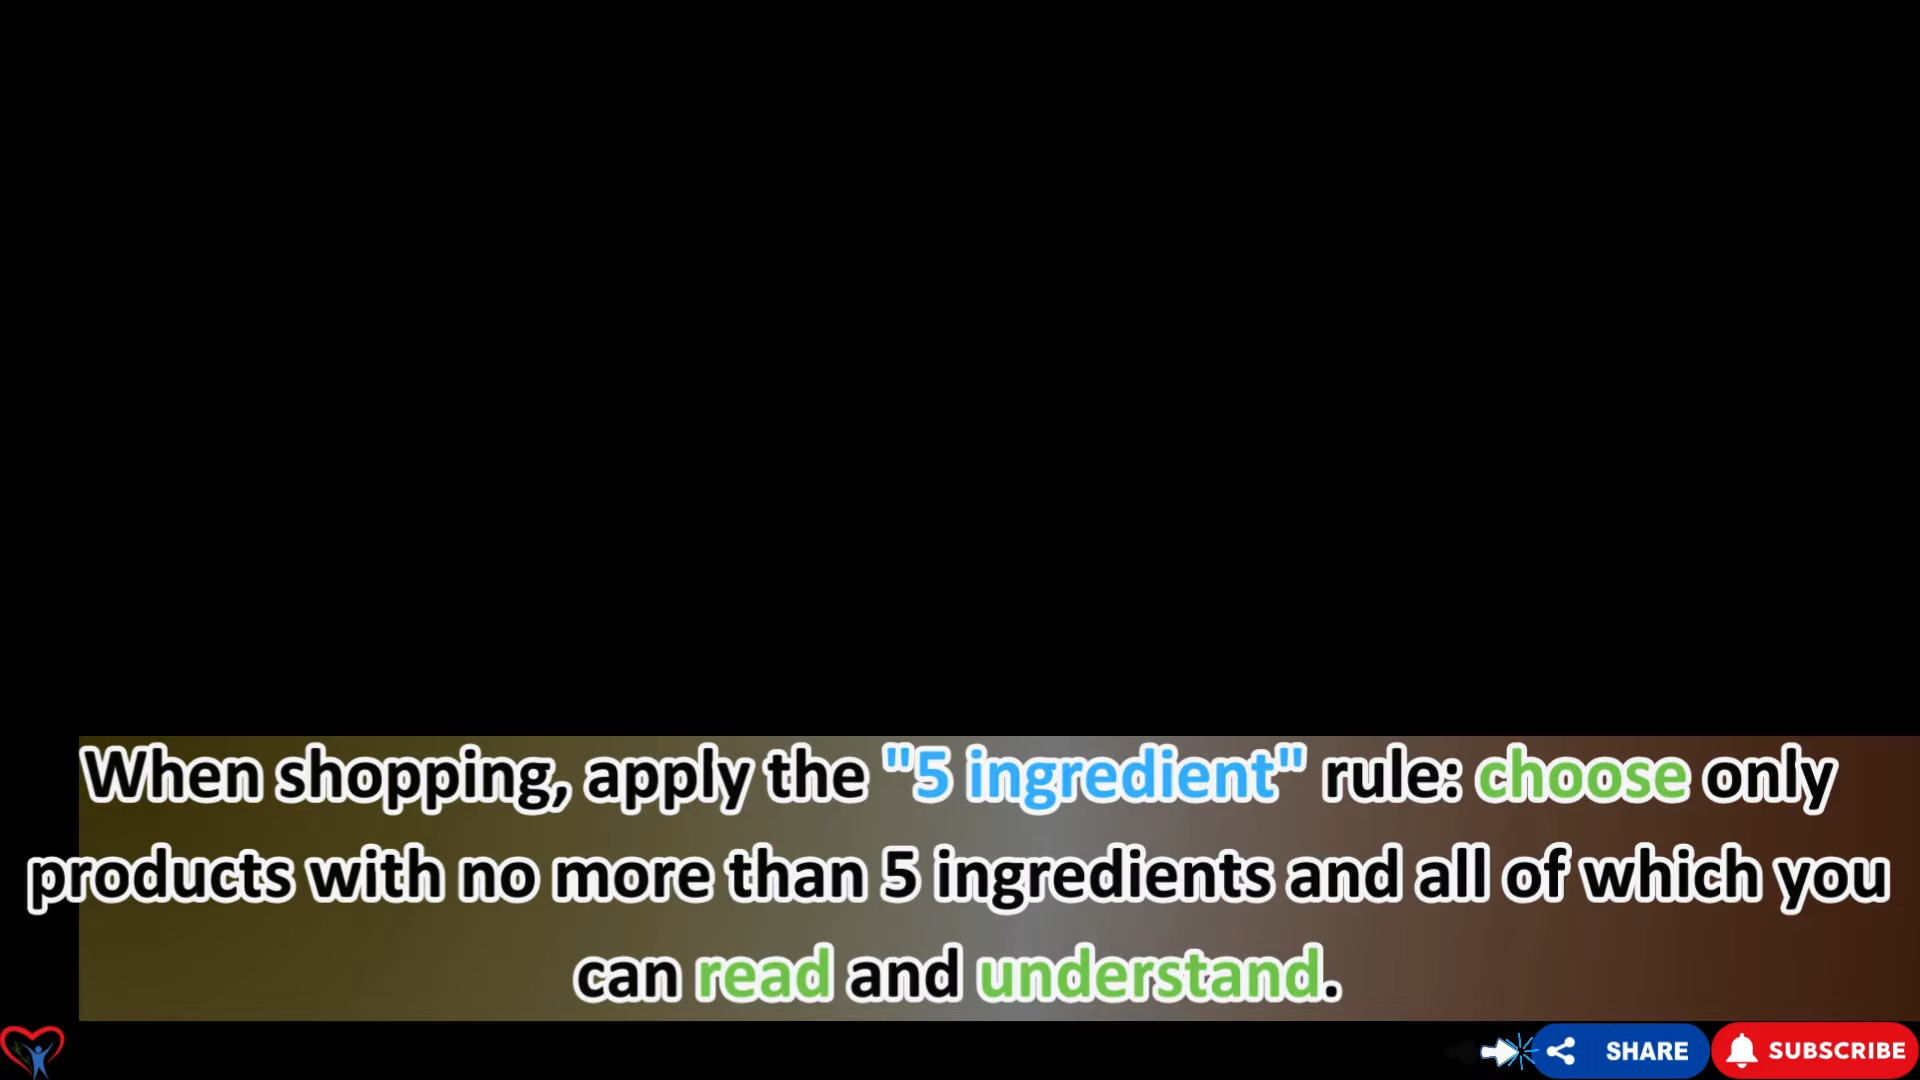 When shopping, apply the "5 ingredient" rule: choose only
products with no more than 5 ingredients and all of which you
can read and understand.
SHARE
SUBSCRIBE